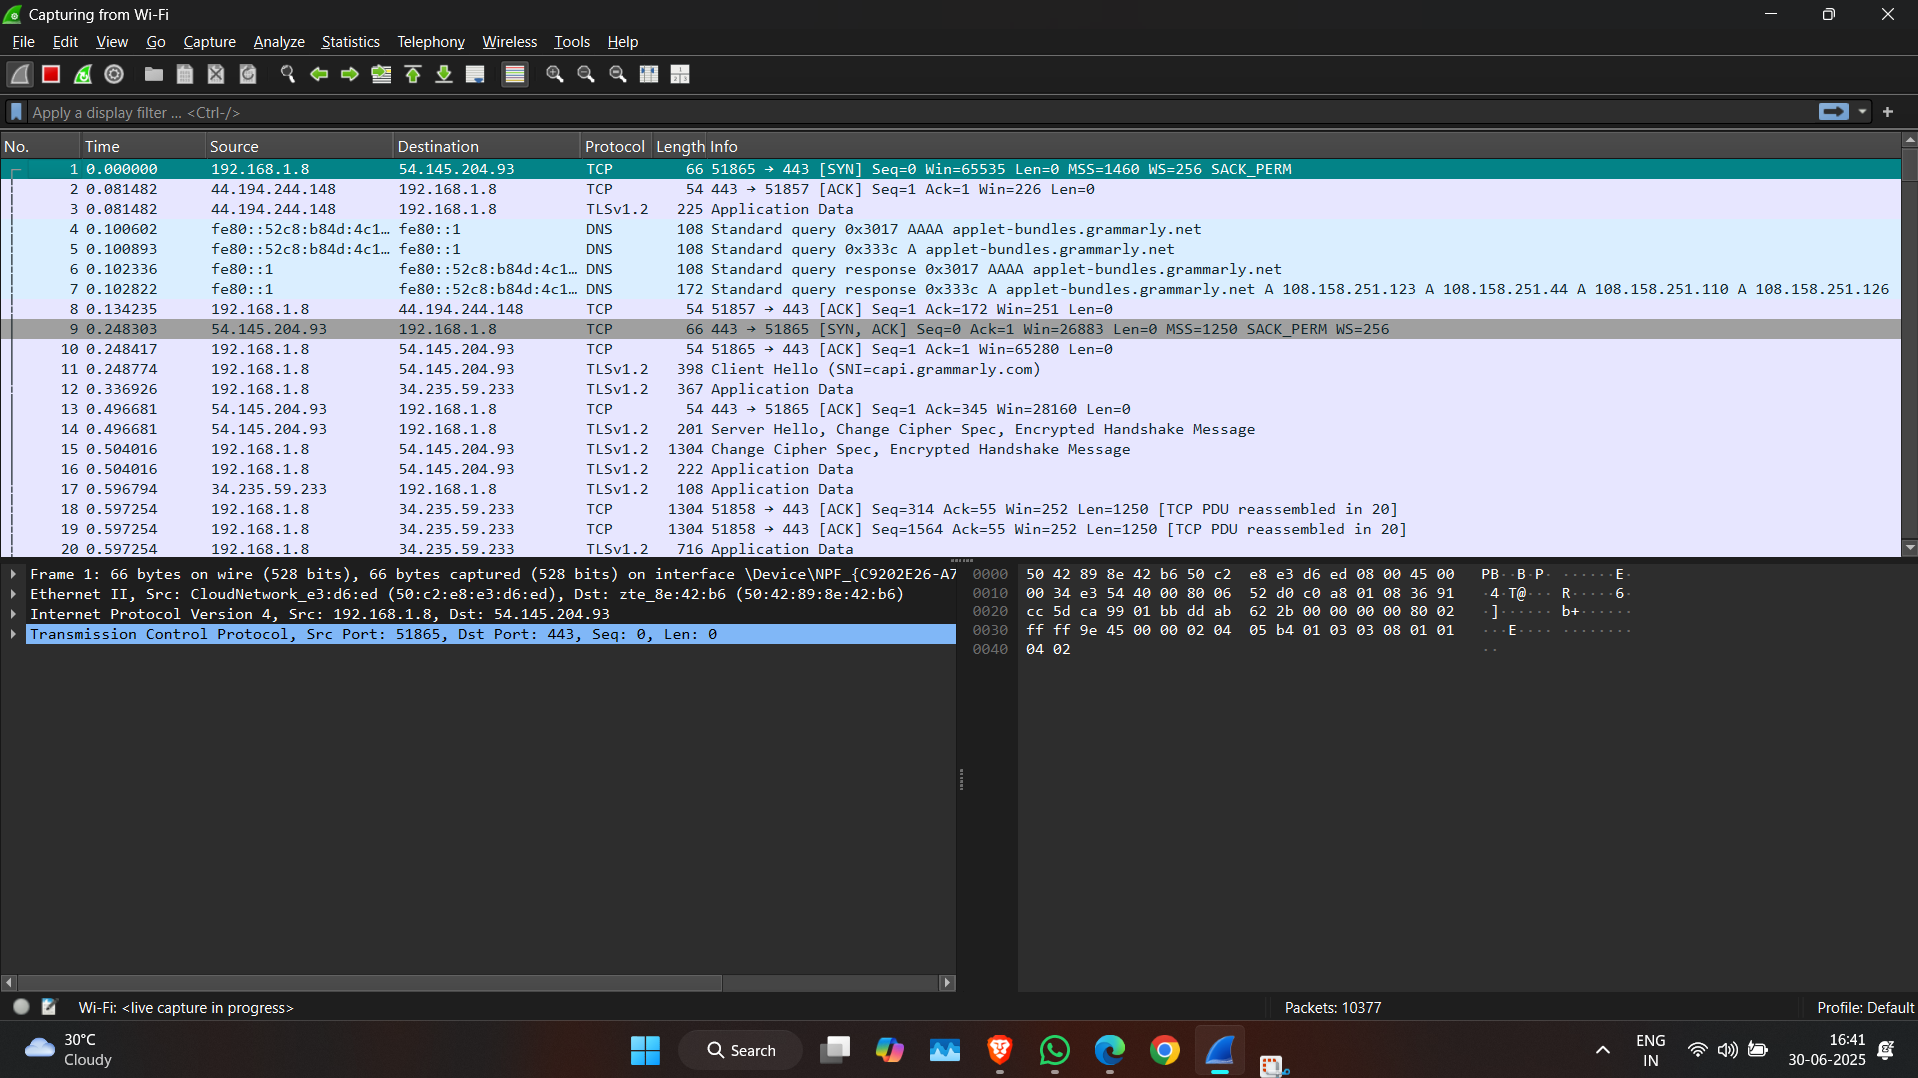 Capturing from Wi-Fi
File Edit View Go Capture Analyze Statistics Telephony Wireless Tools Help
Apply a display filter … <Ctrl-/>
No. Time Source Destination Protocol Length Info
1 0.000000 192.168.1.8 54.145.204.93 TCP 66 51865 → 443 [SYN] Seq=0 Win=65535 Len=0 MSS=1460 WS=256 SACK_PERM
2 0.081482 44.194.244.148 192.168.1.8 TCP 54 443 → 51857 [ACK] Seq=1 Ack=1 Win=226 Len=0
3 0.081482 44.194.244.148 192.168.1.8 TLSv1.2 225 Application Data
4 0.100602 fe80::52c8:b84d:4c1… fe80::1 DNS 108 Standard query 0x3017 AAAA applet-bundles.grammarly.net
5 0.100893 fe80::52c8:b84d:4c1… fe80::1 DNS 108 Standard query 0x333c A applet-bundles.grammarly.net
6 0.102336 fe80::1 fe80::52c8:b84d:4c1… DNS 108 Standard query response 0x3017 AAAA applet-bundles.grammarly.net
7 0.102822 fe80::1 fe80::52c8:b84d:4c1… DNS 172 Standard query response 0x333c A applet-bundles.grammarly.net A 108.158.251.123 A 108.158.251.44 A 108.158.251.110 A 108.158.251.126
8 0.134235 192.168.1.8 44.194.244.148 TCP 54 51857 → 443 [ACK] Seq=1 Ack=172 Win=251 Len=0
9 0.248303 54.145.204.93 192.168.1.8 TCP 66 443 → 51865 [SYN, ACK] Seq=0 Ack=1 Win=26883 Len=0 MSS=1250 SACK_PERM WS=256
10 0.248417 192.168.1.8 54.145.204.93 TCP 54 51865 → 443 [ACK] Seq=1 Ack=1 Win=65280 Len=0
11 0.248774 192.168.1.8 54.145.204.93 TLSv1.2 398 Client Hello (SNI=capi.grammarly.com)
12 0.336926 192.168.1.8 34.235.59.233 TLSv1.2 367 Application Data
13 0.496681 54.145.204.93 192.168.1.8 TCP 54 443 → 51865 [ACK] Seq=1 Ack=345 Win=28160 Len=0
14 0.496681 54.145.204.93 192.168.1.8 TLSv1.2 201 Server Hello, Change Cipher Spec, Encrypted Handshake Message
15 0.504016 192.168.1.8 54.145.204.93 TLSv1.2 1304 Change Cipher Spec, Encrypted Handshake Message
16 0.504016 192.168.1.8 54.145.204.93 TLSv1.2 222 Application Data
17 0.596794 34.235.59.233 192.168.1.8 TLSv1.2 108 Application Data
18 0.597254 192.168.1.8 34.235.59.233 TCP 1304 51858 → 443 [ACK] Seq=314 Ack=55 Win=252 Len=1250 [TCP PDU reassembled in 20]
19 0.597254 192.168.1.8 34.235.59.233 TCP 1304 51858 → 443 [ACK] Seq=1564 Ack=55 Win=252 Len=1250 [TCP PDU reassembled in 20]
20 0.597254 192.168.1.8 34.235.59.233 TLSv1.2 716 Application Data
Frame 1: 66 bytes on wire (528 bits), 66 bytes captured (528 bits) on interface \Device\NPF_{C9202E26-A7
Ethernet II, Src: CloudNetwork_e3:d6:ed (50:c2:e8:e3:d6:ed), Dst: zte_8e:42:b6 (50:42:89:8e:42:b6)
Internet Protocol Version 4, Src: 192.168.1.8, Dst: 54.145.204.93
Transmission Control Protocol, Src Port: 51865, Dst Port: 443, Seq: 0, Len: 0
0000 50 42 89 8e 42 b6 50 c2 e8 e3 d6 ed 08 00 45 00 PB··B·P· ······E·
0010 00 34 e3 54 40 00 80 06 52 d0 c0 a8 01 08 36 91 ·4·T@··· R·····6·
0020 cc 5d ca 99 01 bb dd ab 62 2b 00 00 00 00 80 02 ·]······ b+······
0030 ff ff 9e 45 00 00 02 04 05 b4 01 03 03 08 01 01 ···E···· ········
0040 04 02 ··
Wi-Fi: <live capture in progress> Packets: 10377 Profile: Default
30°C
Cloudy
Search
ENG
IN
16:41
30-06-2025